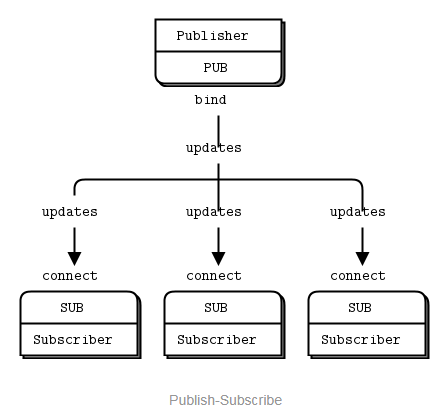 Publisher
PUB
bind
updates
updates updates updates
connect connect connect
SUB SUB SUB
Subscriber Subscriber Subscriber
Publish-Subscribe